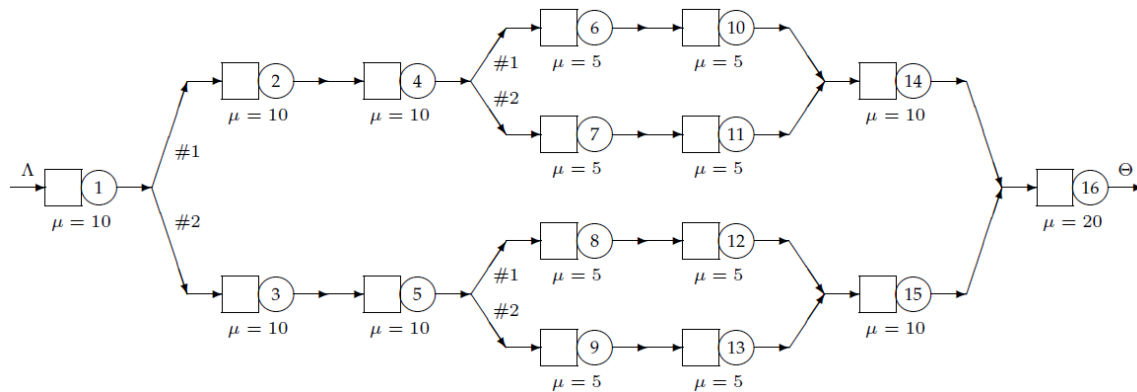 6 10
#1 μ = 5 μ = 5
2 4 14
#2
μ = 10 μ = 10 7 11 μ = 10
#1 μ = 5 μ = 5
Λ 1 16 Θ
μ = 10 #2 8 12 μ = 20
#1 μ = 5 μ = 5
3 5 15
#2
μ = 10 μ = 10 9 13 μ = 10
μ = 5 μ = 5